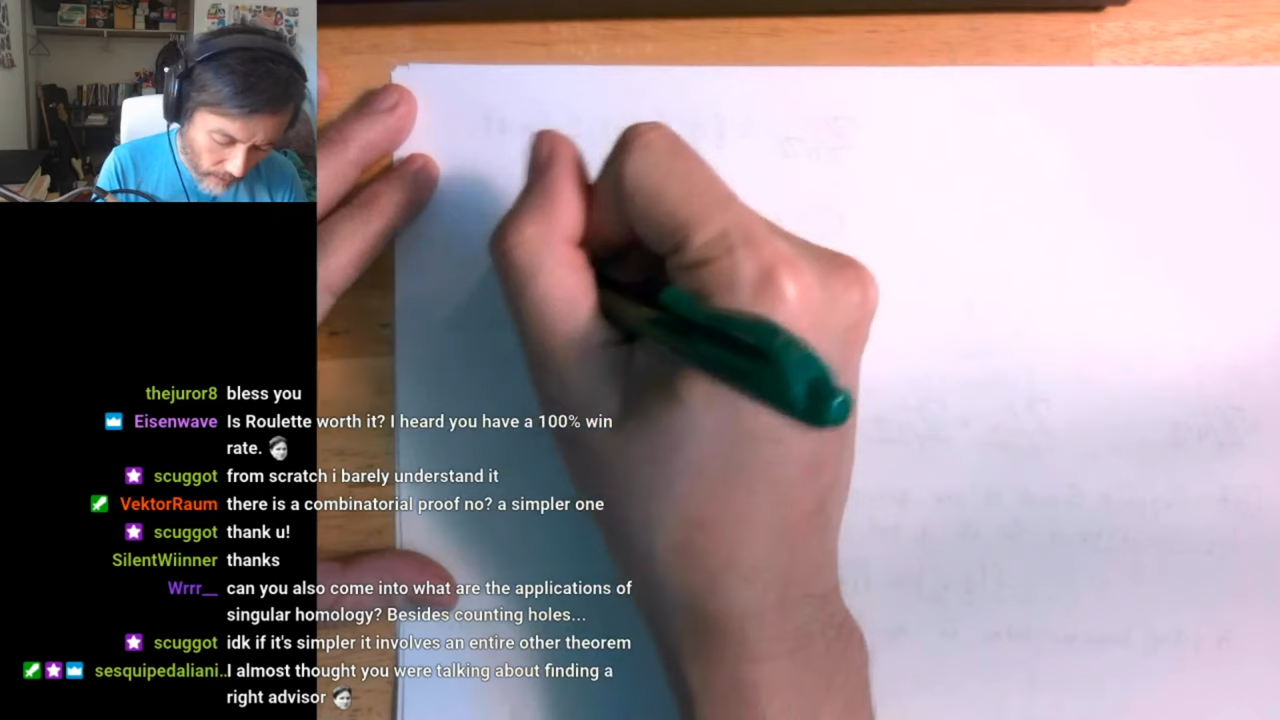 thejuror8 bless you
Eisenwave Is Roulette worth it? I heard you have a 100% win
rate.
scuggot from scratch i barely understand it
VektorRaum there is a combinatorial proof no? a simpler one
scuggot thank u!
SilentWiinner thanks
Wrrr__ can you also come into what are the applications of
singular homology? Besides counting holes...
scuggot idk if it's simpler it involves an entire other theorem
sesquipedaliani.. I almost thought you were talking about finding a
right advisor